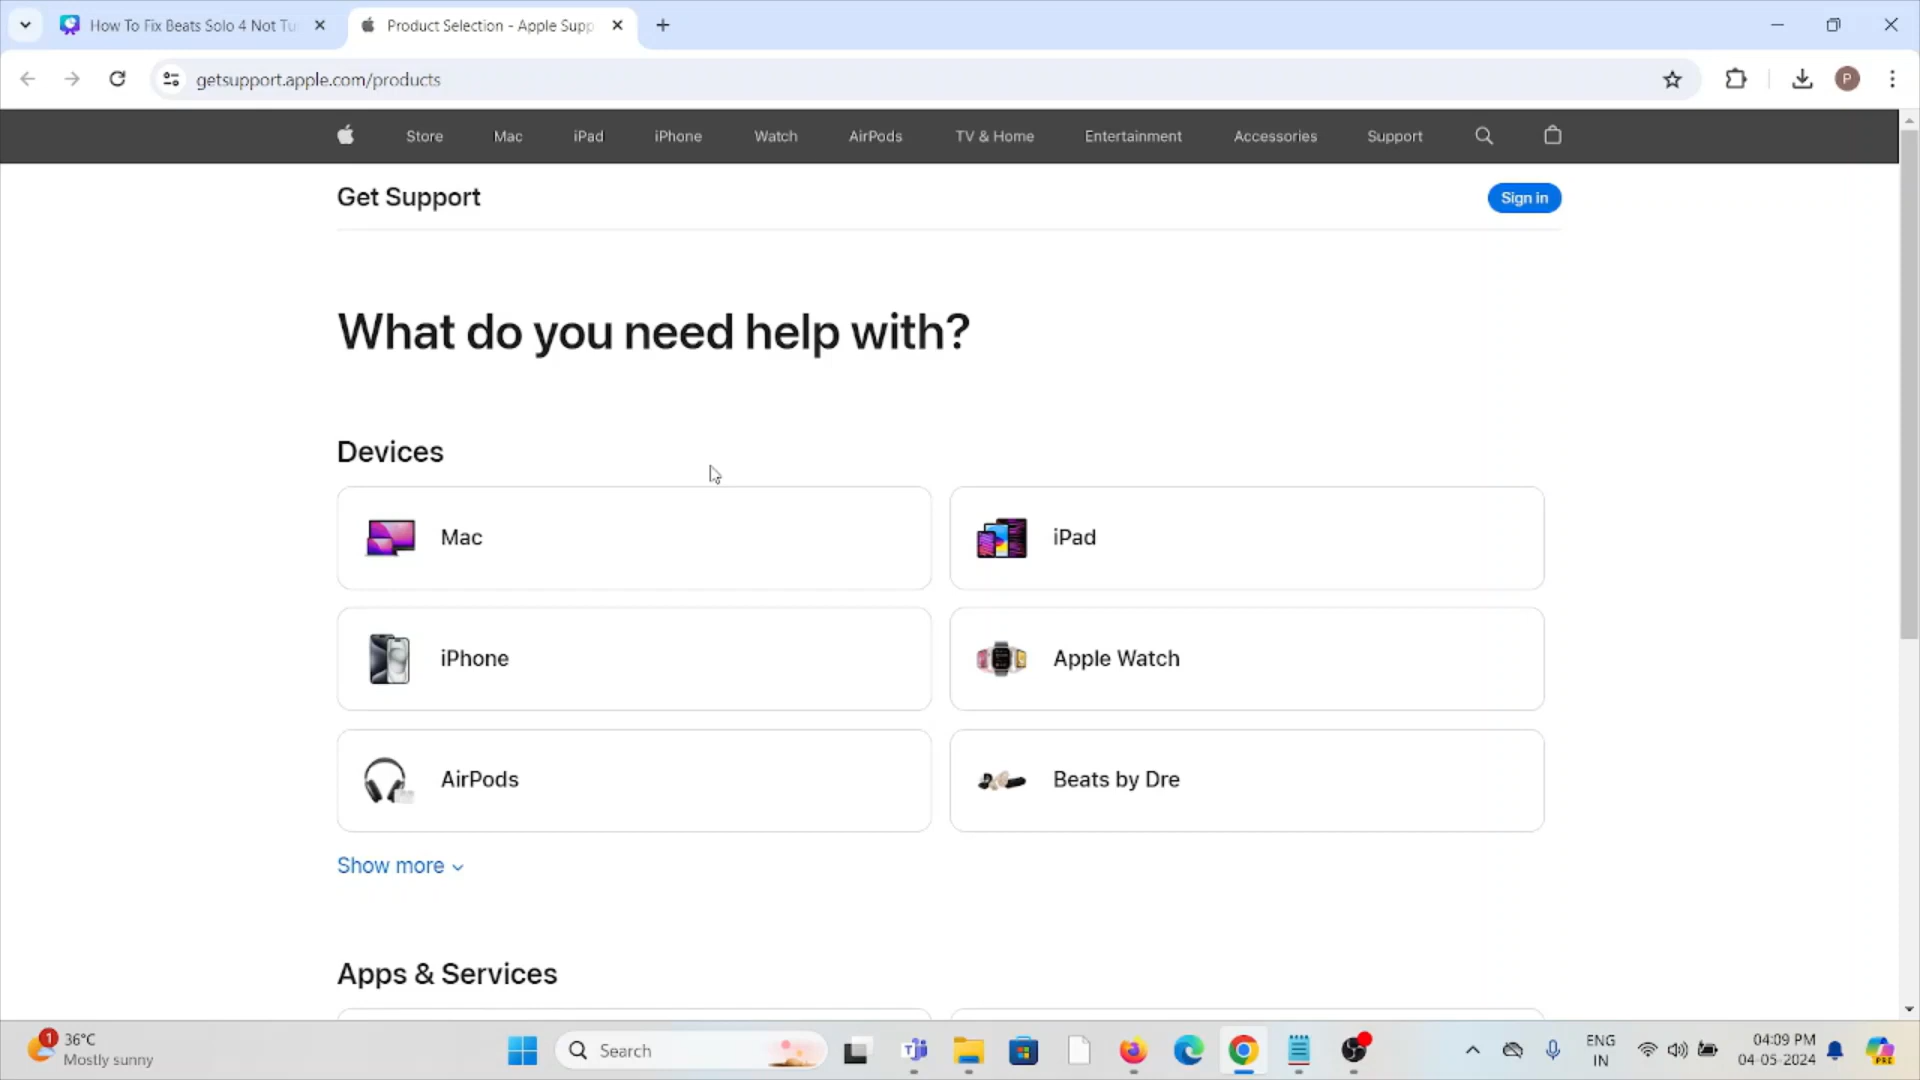 How To Fix Beats Solo 4 Not Tu
Product Selection - Apple Supp
getsupport.apple.com/products
P
Store Mac iPad iPhone Watch AirPods TV & Home Entertainment Accessories Support
Get Support
Sign in
What do you need help with?
Devices
Mac
iPad
iPhone
Apple Watch
AirPods
Beats by Dre
Show more
Apps & Services
1
36°C
Mostly sunny
Search
ENG
IN
04:09 PM
04-05-2024
PRE